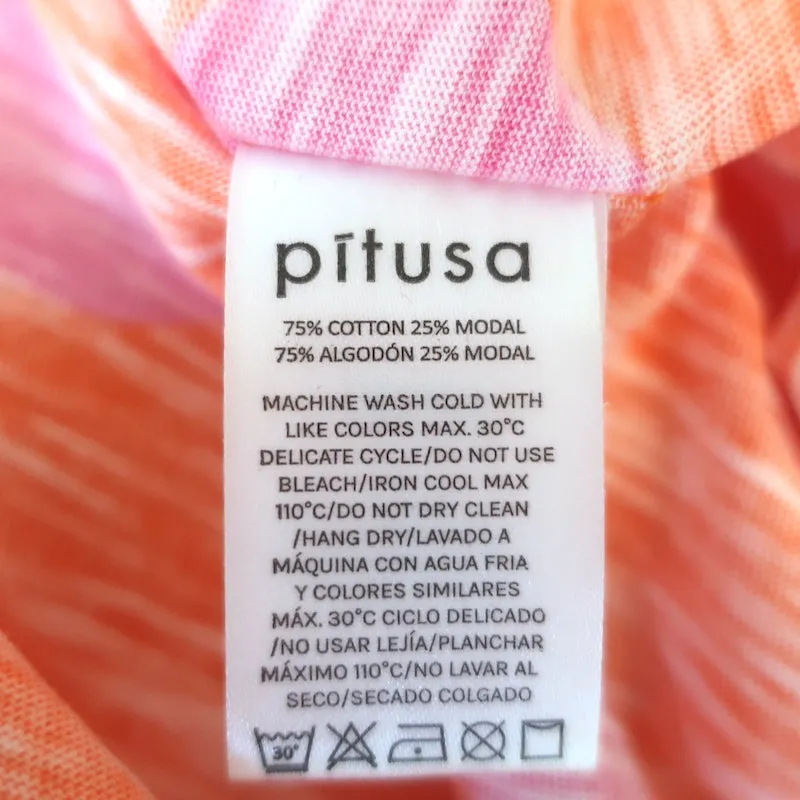 pītusa
75% COTTON 25% MODAL
75% ALGODÓN 25% MODAL
MACHINE WASH COLD WITH
LIKE COLORS MAX. 30°C
DELICATE CYCLE/DO NOT USE
BLEACH/IRON COOL MAX
110°C/DO NOT DRY CLEAN
/HANG DRY/LAVADO A
MÁQUINA CON AGUA FRIA
Y COLORES SIMILARES
MÁX. 30°C CICLO DELICADO
/NO USAR LEJÍA/PLANCHAR
MÁXIMO 110°C/NO LAVAR AL
SECO/SECADO COLGADO
30°